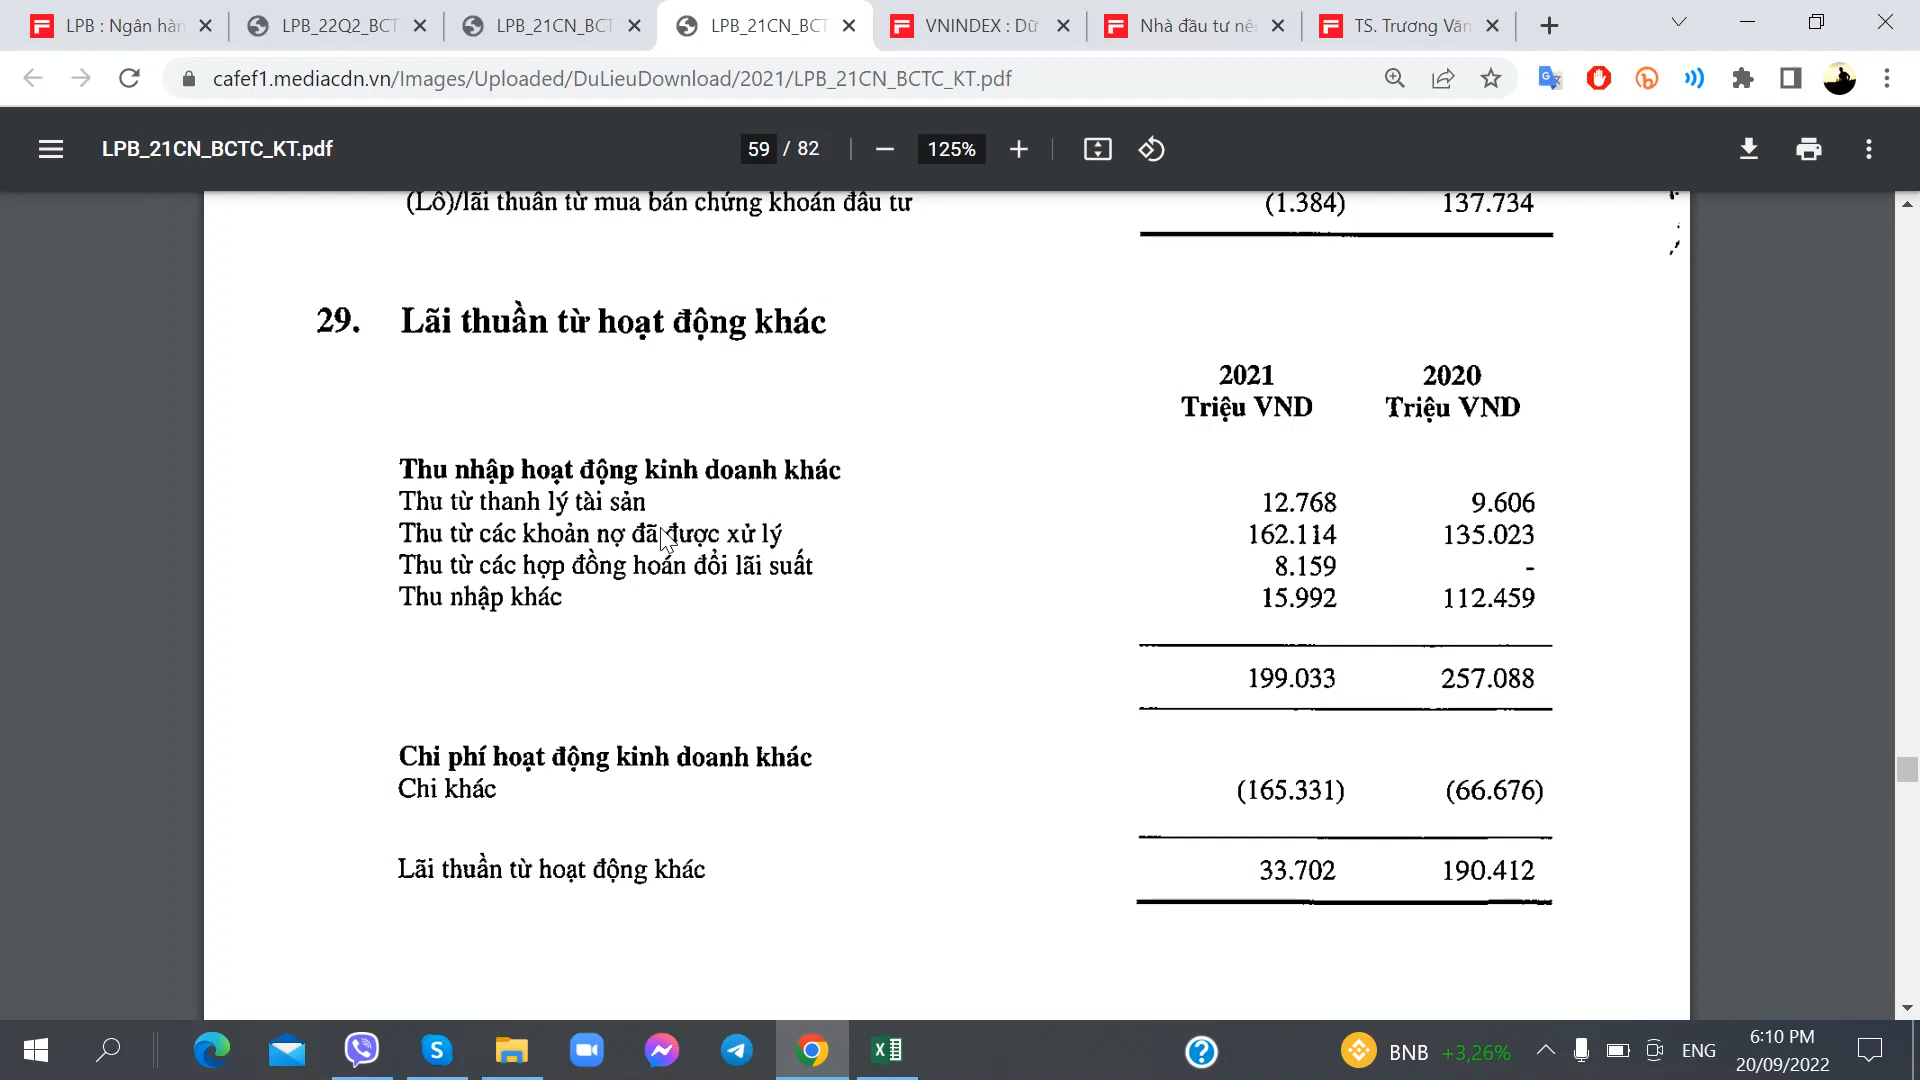 LPB : Ngân hàn
LPB_22Q2_BCT
LPB_21CN_BCT
LPB_21CN_BCT
VNINDEX : Dữ
Nhà đầu tư nê
TS. Trương Văn
cafef1.mediacdn.vn/Images/Uploaded/DuLieuDownload/2021/LPB_21CN_BCTC_KT.pdf
LPB_21CN_BCTC_KT.pdf
59 / 82
125%
(Lỗ)/lãi thuần từ mua bán chứng khoán đầu tư (1.384) 137.734
29. Lãi thuần từ hoạt động khác
2021 2020
Triệu VND Triệu VND
Thu nhập hoạt động kinh doanh khác
Thu từ thanh lý tài sản 12.768 9.606
Thu từ các khoản nợ đã được xử lý 162.114 135.023
Thu từ các hợp đồng hoán đổi lãi suất 8.159 -
Thu nhập khác 15.992 112.459
199.033 257.088
Chi phí hoạt động kinh doanh khác
Chi khác (165.331) (66.676)
Lãi thuần từ hoạt động khác 33.702 190.412
BNB +3,26%
ENG
6:10 PM
20/09/2022